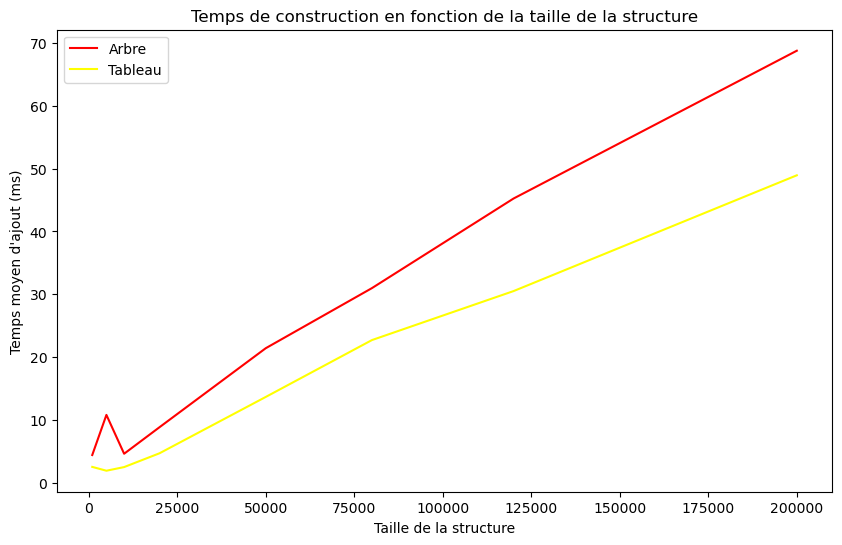 Temps de construction en fonction de la taille de la structure
Arbre
Tableau
70
60
50
40
30
20
10
0
Temps moyen d'ajout (ms)
0 25000 50000 75000 100000 125000 150000 175000 200000
Taille de la structure